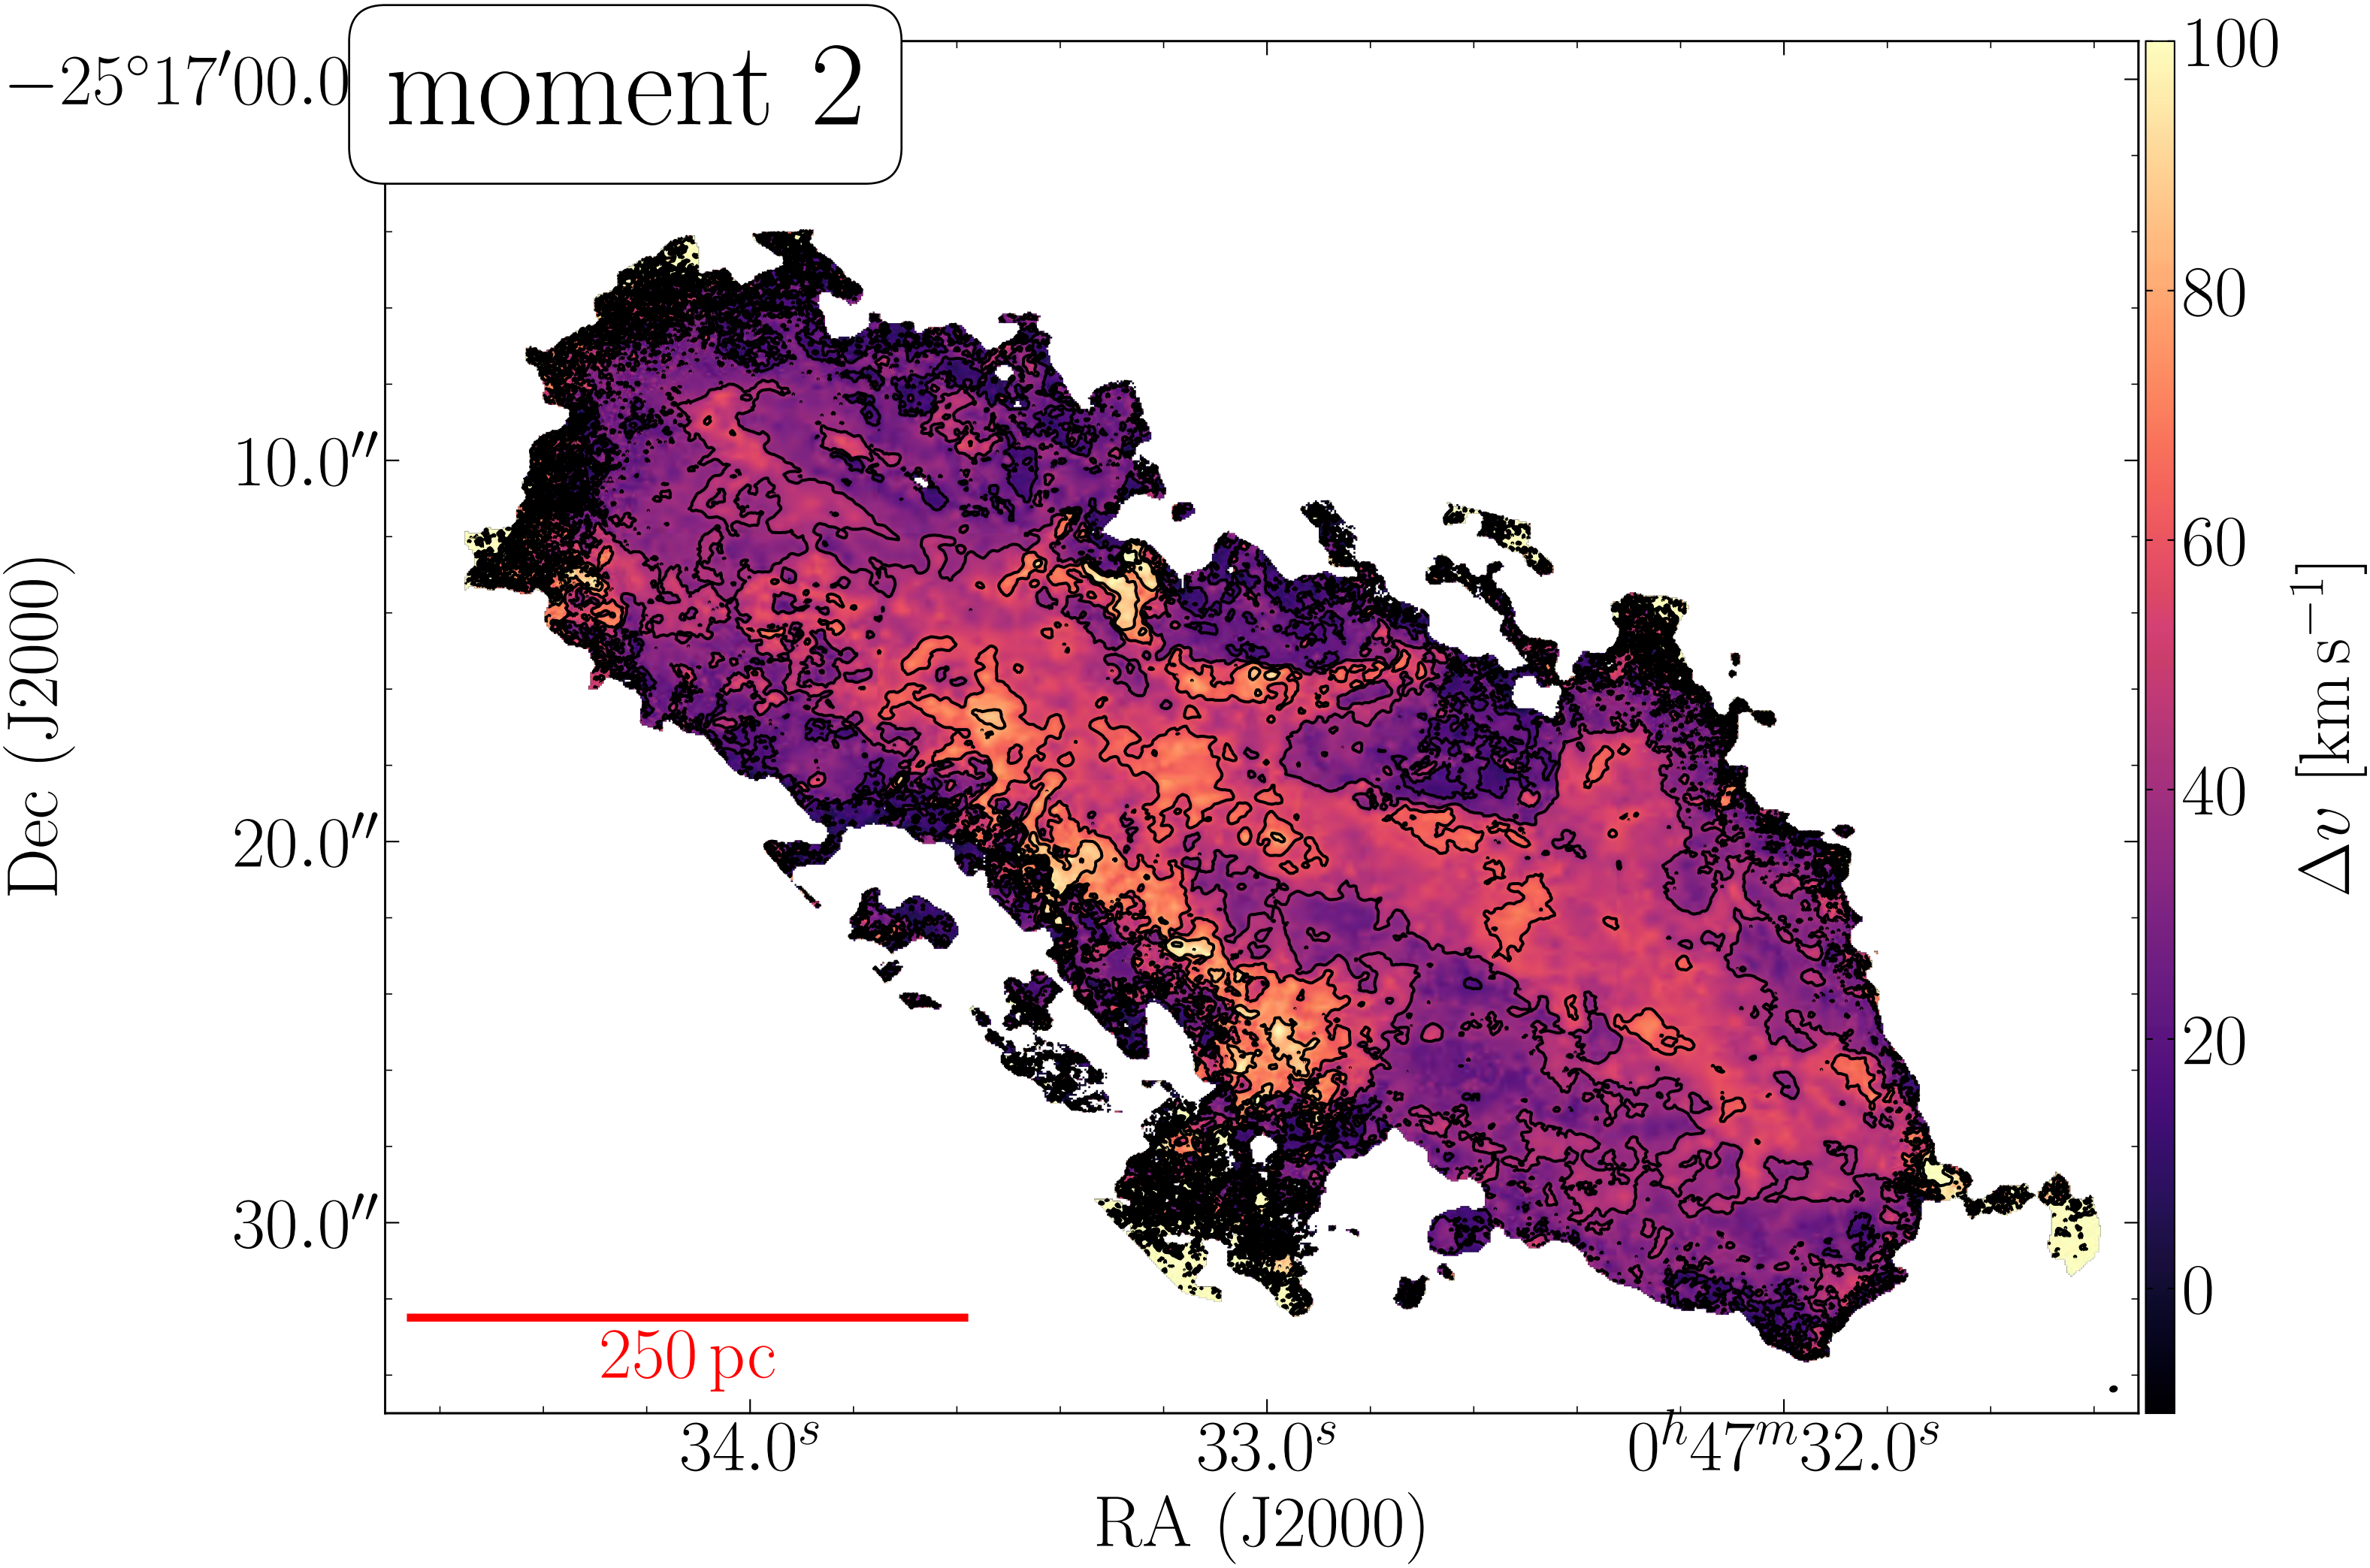 moment 2
−25°17′00.0
10.0″
20.0″
30.0″
Dec (J2000)
250 pc
34.0ˢ
33.0ˢ
0ʰ47ᵐ32.0ˢ
RA (J2000)
100
80
60
40
20
0
Δv [km s⁻¹]